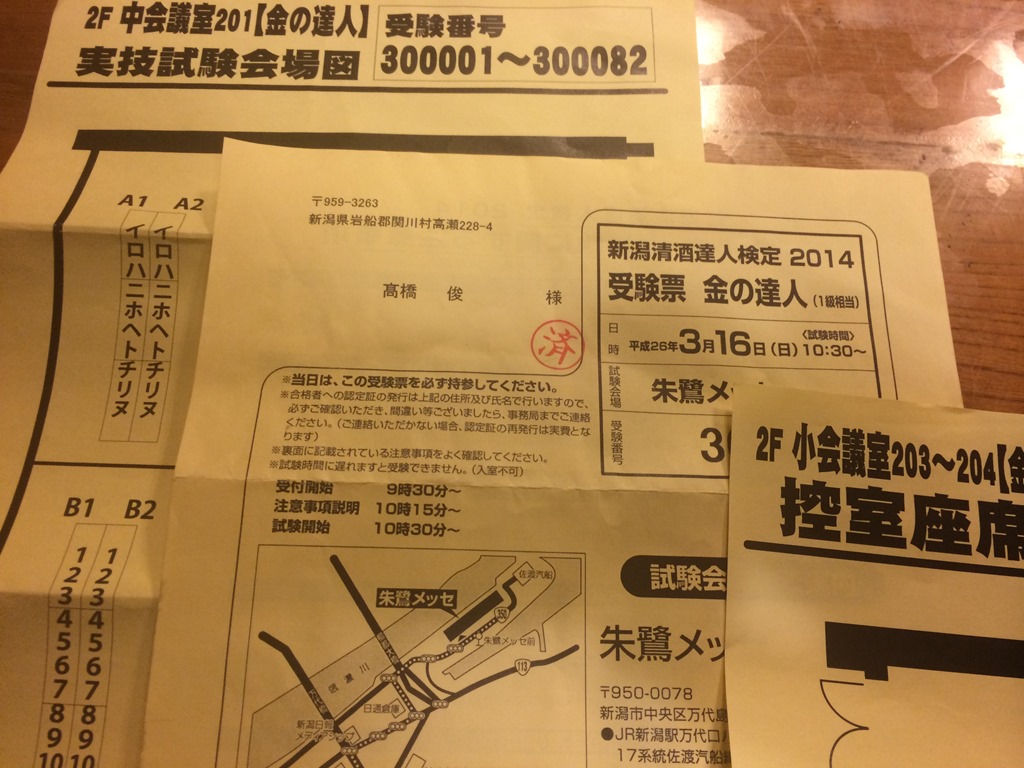 2F 中会議室201【金の達人】
実技試験会場図
受験番号
300001～300082
A1 A2
イロハニホヘトチリヌ
イロハニホヘトチリヌ
B1 B2
1 1
2 2
3 3
4 4
5 5
6 6
7 7
8 8
9 9
10 10
〒959-3263
新潟県岩船郡関川村高瀬228-4
髙橋 俊 様
済
新潟清酒達人検定 2014
受験票 金の達人(1級相当)
日時
平成26年3月16日(日)
〈試験時間〉
10:30～
試験会場
朱鷺メッ
受験番号
3
※当日は、この受験票を必ず持参してください。
※合格者への認定証の発行は上記の住所及び氏名で行いますので、
必ずご確認いただき、間違い等ございましたら、事務局までご連絡
ください。(ご連絡いただかない場合、認定証の再発行は実費とな
ります)
※裏面に記載されている注意事項をよく確認してください。
※試験時間に遅れますと受験できません。(入室不可)
受付開始 9時30分～
注意事項説明 10時15分～
試験開始 10時30分～
佐渡汽船
朱鷺メッセ
350
朱鷺メッセ前
信濃川
113
日通倉庫
新潟日報
メディアシップ
試験会
朱鷺メッ
〒950-0078
新潟市中央区万代島
●JR新潟駅万代口バ
17系統佐渡汽船
2F 小会議室203～204【金
控室座席